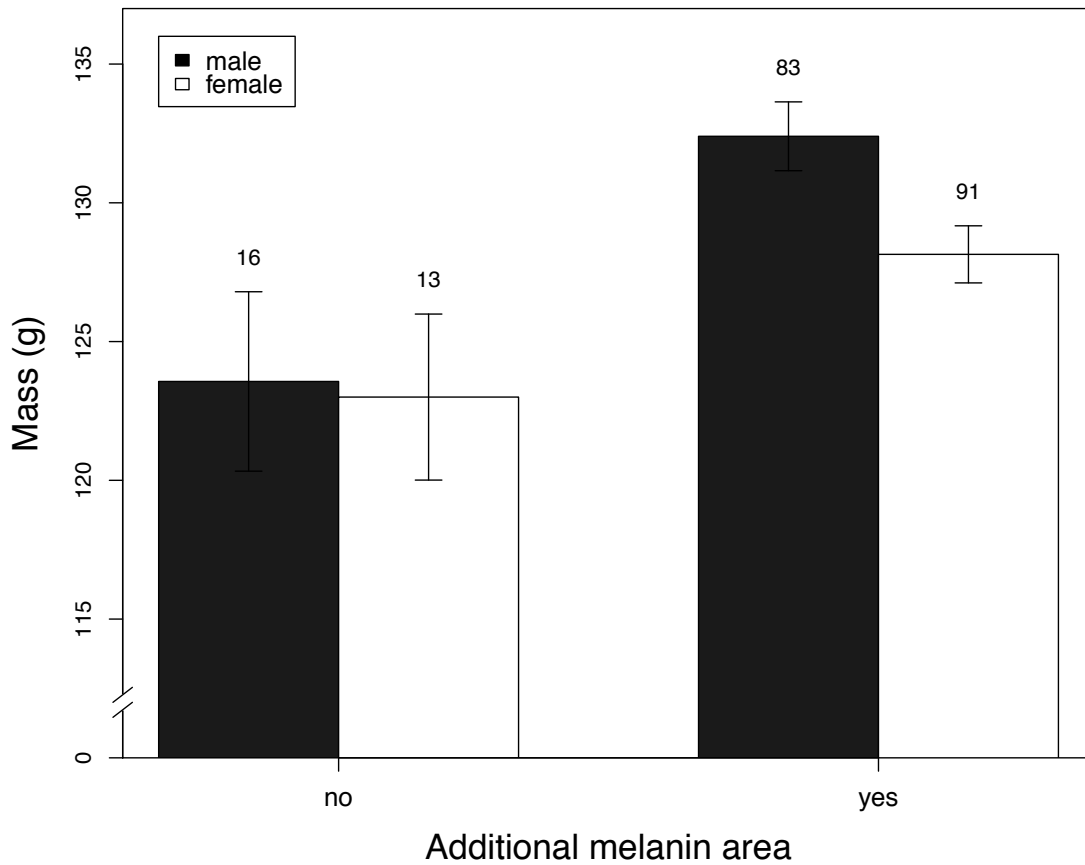 male
female
83
91
16
13
Mass (g)
135
130
125
120
115
0
no
yes
Additional melanin area